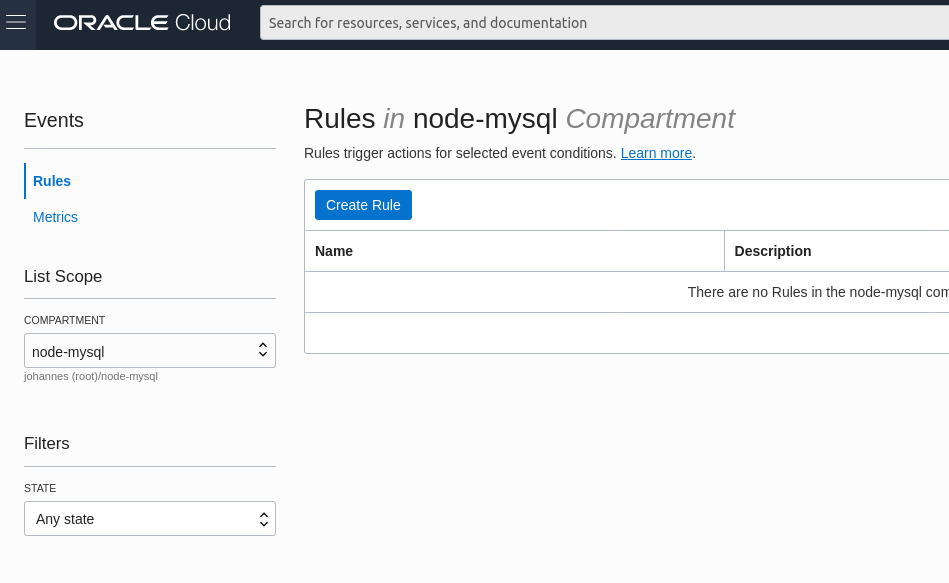 ORACLE Cloud
Search for resources, services, and documentation
Events
Rules
Metrics
List Scope
COMPARTMENT
node-mysql
johannes (root)/node-mysql
Filters
STATE
Any state
Rules in node-mysql Compartment
Rules trigger actions for selected event conditions. Learn more.
Create Rule
Name Description
There are no Rules in the node-mysql